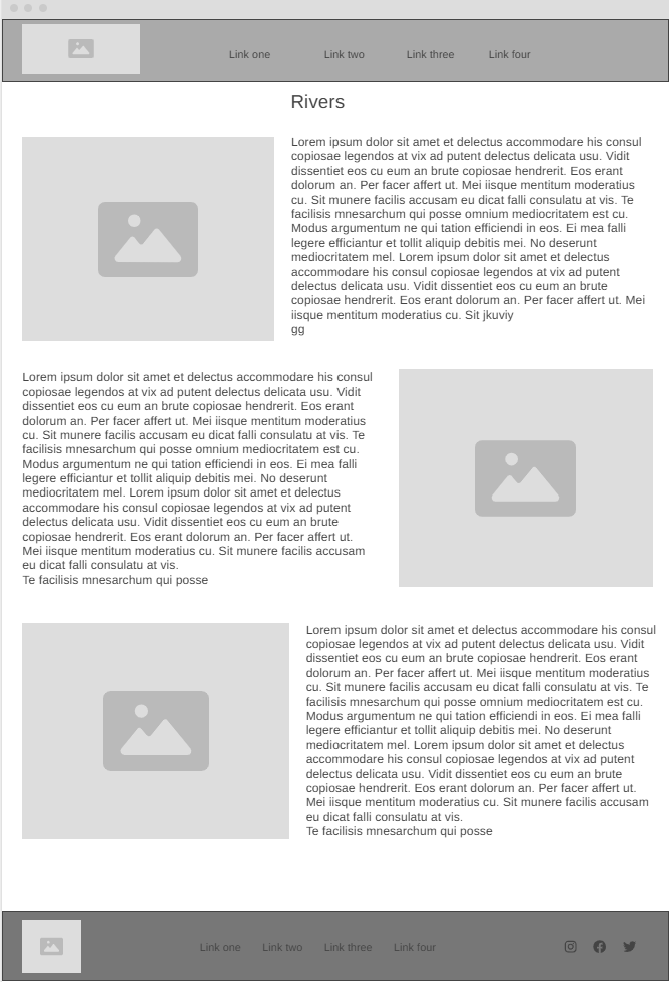 Link one Link two Link three Link four
Rivers
Lorem ipsum dolor sit amet et delectus accommodare his consul
copiosae legendos at vix ad putent delectus delicata usu. Vidit
dissentiet eos cu eum an brute copiosae hendrerit. Eos erant
dolorum an. Per facer affert ut. Mei iisque mentitum moderatius
cu. Sit munere facilis accusam eu dicat falli consulatu at vis. Te
facilisis mnesarchum qui posse omnium mediocritatem est cu.
Modus argumentum ne qui tation efficiendi in eos. Ei mea falli
legere efficiantur et tollit aliquip debitis mei. No deserunt
mediocritatem mel. Lorem ipsum dolor sit amet et delectus
accommodare his consul copiosae legendos at vix ad putent
delectus delicata usu. Vidit dissentiet eos cu eum an brute
copiosae hendrerit. Eos erant dolorum an. Per facer affert ut. Mei
iisque mentitum moderatius cu. Sit jkuviy
gg
Lorem ipsum dolor sit amet et delectus accommodare his consul
copiosae legendos at vix ad putent delectus delicata usu. Vidit
dissentiet eos cu eum an brute copiosae hendrerit. Eos erant
dolorum an. Per facer affert ut. Mei iisque mentitum moderatius
cu. Sit munere facilis accusam eu dicat falli consulatu at vis. Te
facilisis mnesarchum qui posse omnium mediocritatem est cu.
Modus argumentum ne qui tation efficiendi in eos. Ei mea falli
legere efficiantur et tollit aliquip debitis mei. No deserunt
mediocritatem mel. Lorem ipsum dolor sit amet et delectus
accommodare his consul copiosae legendos at vix ad putent
delectus delicata usu. Vidit dissentiet eos cu eum an brute
copiosae hendrerit. Eos erant dolorum an. Per facer affert ut.
Mei iisque mentitum moderatius cu. Sit munere facilis accusam
eu dicat falli consulatu at vis.
Te facilisis mnesarchum qui posse
Lorem ipsum dolor sit amet et delectus accommodare his consul
copiosae legendos at vix ad putent delectus delicata usu. Vidit
dissentiet eos cu eum an brute copiosae hendrerit. Eos erant
dolorum an. Per facer affert ut. Mei iisque mentitum moderatius
cu. Sit munere facilis accusam eu dicat falli consulatu at vis. Te
facilisis mnesarchum qui posse omnium mediocritatem est cu.
Modus argumentum ne qui tation efficiendi in eos. Ei mea falli
legere efficiantur et tollit aliquip debitis mei. No deserunt
mediocritatem mel. Lorem ipsum dolor sit amet et delectus
accommodare his consul copiosae legendos at vix ad putent
delectus delicata usu. Vidit dissentiet eos cu eum an brute
copiosae hendrerit. Eos erant dolorum an. Per facer affert ut.
Mei iisque mentitum moderatius cu. Sit munere facilis accusam
eu dicat falli consulatu at vis.
Te facilisis mnesarchum qui posse
Link one Link two Link three Link four